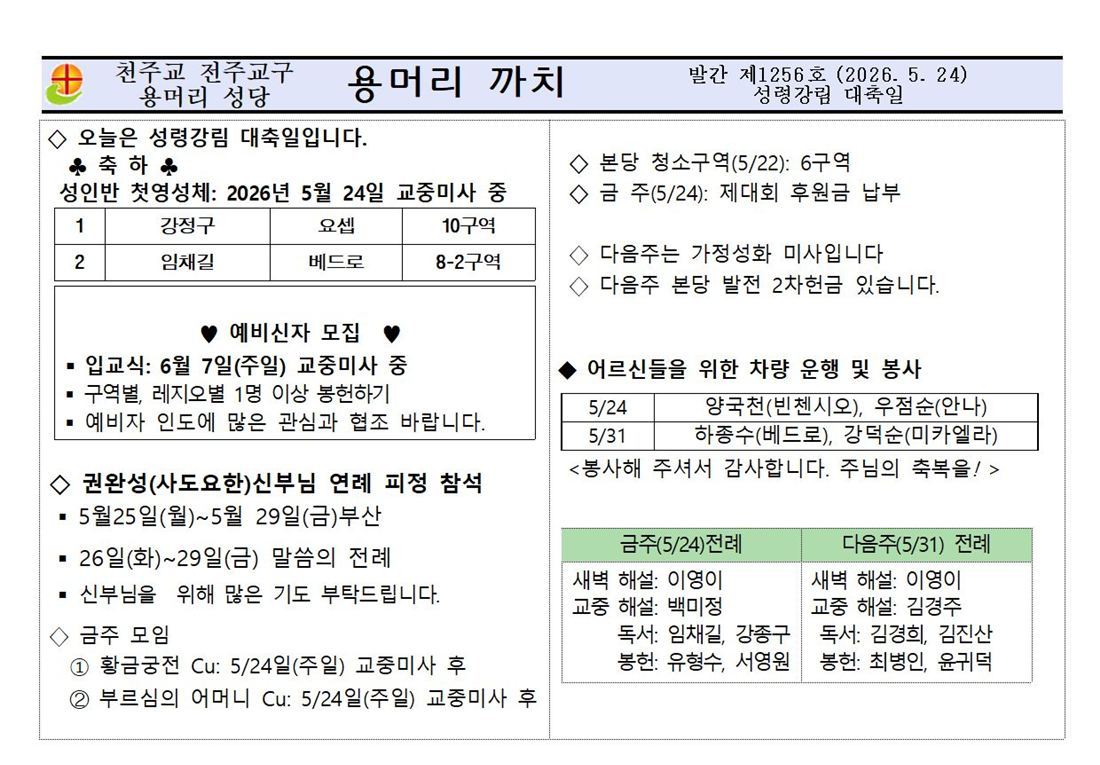 천주교 전주교구
용머리 성당
용머리 까치
발간 제1256호 (2026. 5. 24)
성령강림 대축일
◇ 오늘은 성령강림 대축일입니다.
♣ 축 하 ♣
성인반 첫영성체: 2026년 5월 24일 교중미사 중
1 강정구 요셉 10구역
2 임채길 베드로 8-2구역
♥ 예비신자 모집 ♥
▪ 입교식: 6월 7일(주일) 교중미사 중
▪ 구역별, 레지오별 1명 이상 봉헌하기
▪ 예비자 인도에 많은 관심과 협조 바랍니다.
◇ 권완성(사도요한)신부님 연례 피정 참석
▪ 5월25일(월)~5월 29일(금)부산
▪ 26일(화)~29일(금) 말씀의 전례
▪ 신부님을 위해 많은 기도 부탁드립니다.
◇ 금주 모임
① 황금궁전 Cu: 5/24일(주일) 교중미사 후
② 부르심의 어머니 Cu: 5/24일(주일) 교중미사 후
◇ 본당 청소구역(5/22): 6구역
◇ 금 주(5/24): 제대회 후원금 납부
◇ 다음주는 가정성화 미사입니다
◇ 다음주 본당 발전 2차헌금 있습니다.
◆ 어르신들을 위한 차량 운행 및 봉사
5/24 양국천(빈첸시오), 우점순(안나)
5/31 하종수(베드로), 강덕순(미카엘라)
<봉사해 주셔서 감사합니다. 주님의 축복을! >
금주(5/24)전례
새벽 해설: 이영이
교중 해설: 백미정
독서: 임채길, 강종구
봉헌: 유형수, 서영원
다음주(5/31) 전례
새벽 해설: 이영이
교중 해설: 김경주
독서: 김경희, 김진산
봉헌: 최병인, 윤귀덕